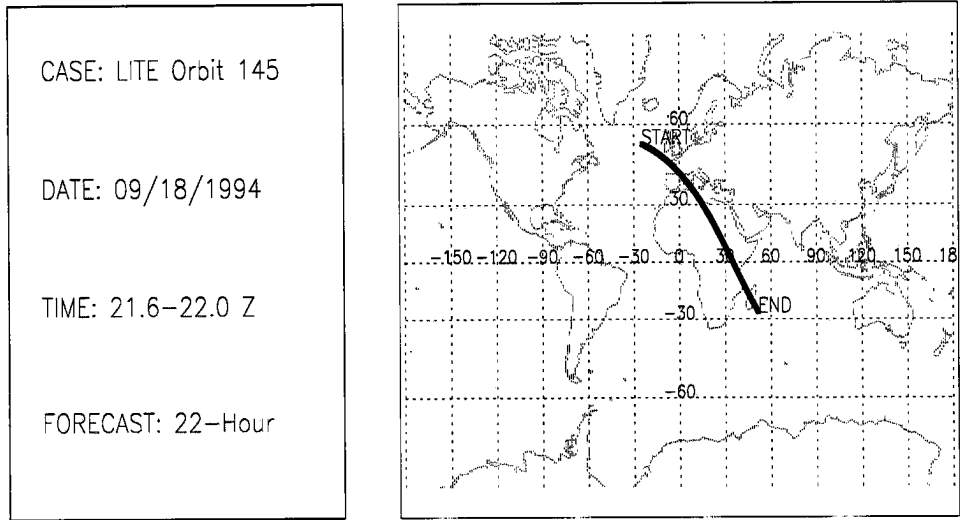 CASE: LITE Orbit 145
DATE: 09/18/1994
TIME: 21.6-22.0 Z
FORECAST: 22-Hour
60
START
30
-150 -120 -90 -60 -30 0 30 60 90 120 150 18
END
-30
-60